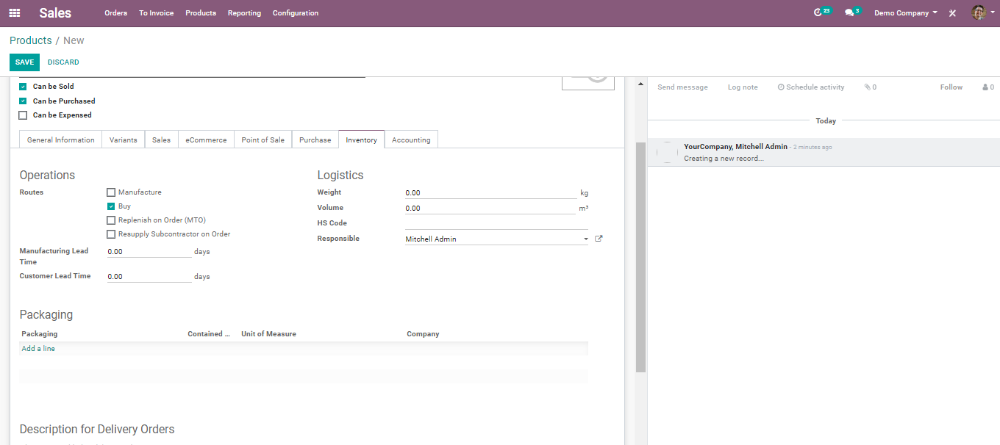 Sales Orders To Invoice Products Reporting Configuration 23 3 Demo Company
Products / New
SAVE DISCARD
Can be Sold
Can be Purchased
Can be Expensed
Send message Log note Schedule activity 0 Follow 0
Today
YourCompany, Mitchell Admin - 2 minutes ago
Creating a new record...
General Information Variants Sales eCommerce Point of Sale Purchase Inventory Accounting
Operations
Routes Manufacture
Buy
Replenish on Order (MTO)
Resupply Subcontractor on Order
Manufacturing Lead Time 0.00 days
Customer Lead Time 0.00 days
Logistics
Weight 0.00 kg
Volume 0.00 m³
HS Code
Responsible Mitchell Admin
Packaging
Packaging Contained ... Unit of Measure Company
Add a line
Description for Delivery Orders